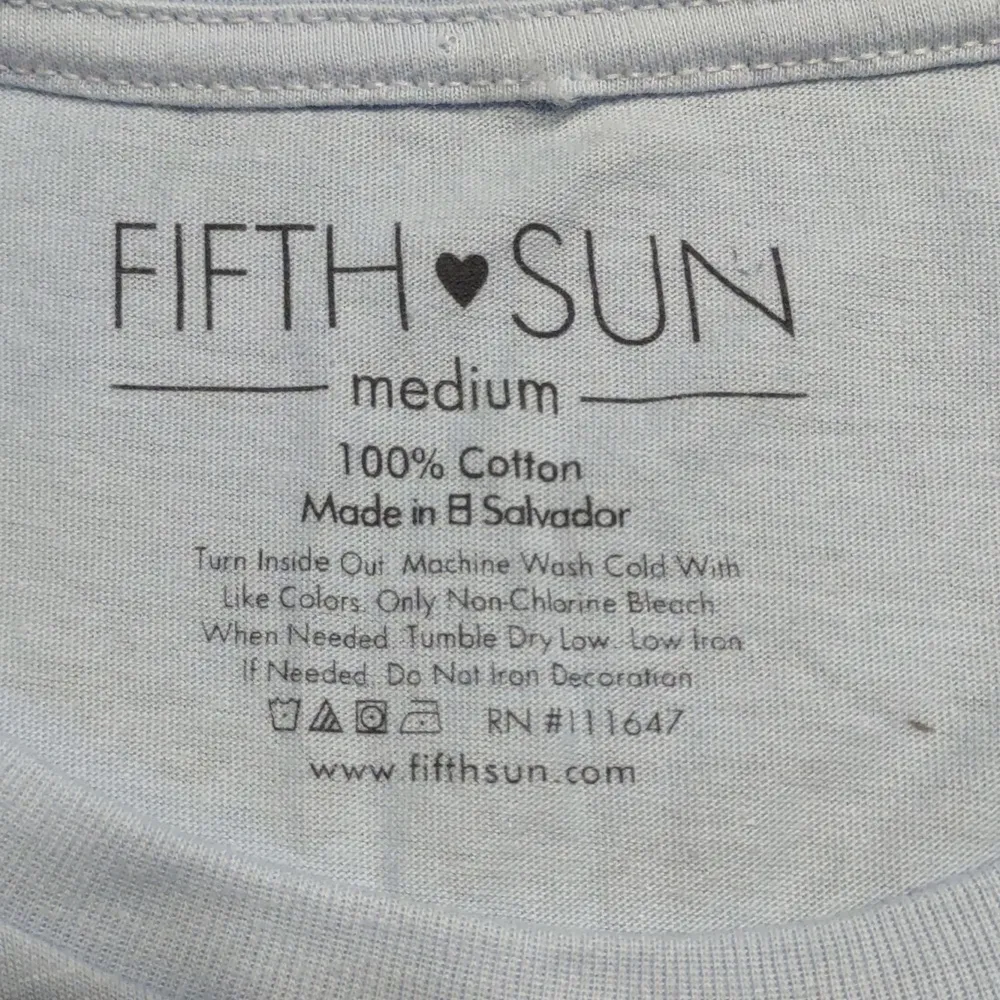 FIFTH ♥ SUN
medium
100% Cotton
Made in El Salvador
Turn Inside Out. Machine Wash Cold With
Like Colors. Only Non-Chlorine Bleach
When Needed. Tumble Dry Low. Low Iron
If Needed. Do Not Iron Decoration
RN #111647
www.fifthsun.com